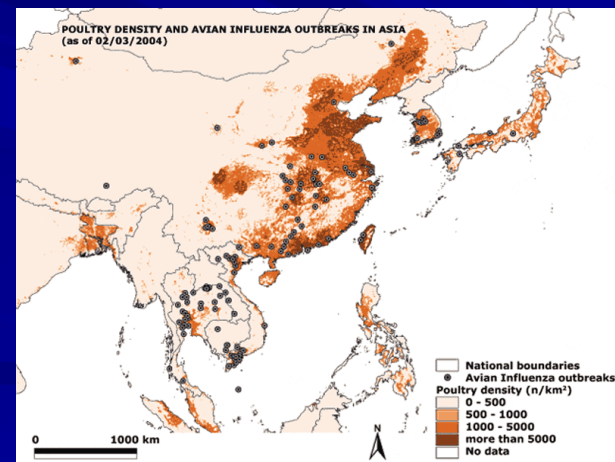 POULTRY DENSITY AND AVIAN INFLUENZA OUTBREAKS IN ASIA
(as of 02/03/2004)
National boundaries
Avian Influenza outbreaks
Poultry density (n/km²)
0 - 500
500 - 1000
1000 - 5000
more than 5000
No data
0 1000 km
N